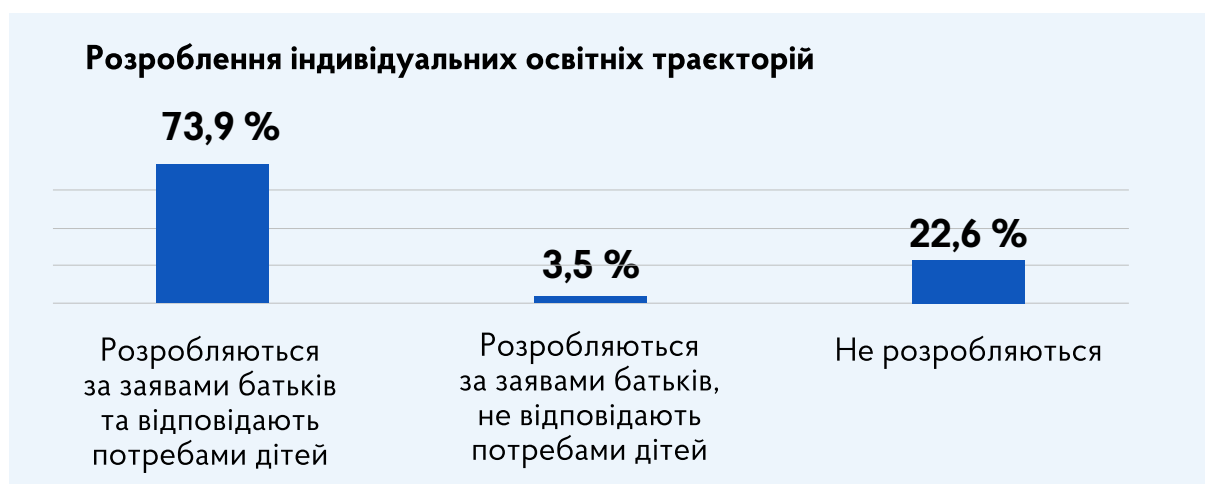 Розроблення індивідуальних освітніх траєкторій
73,9 %
3,5 %
22,6 %
Розробляються
за заявами батьків
та відповідають
потребами дітей
Розробляються
за заявами батьків,
не відповідають
потребами дітей
Не розробляються